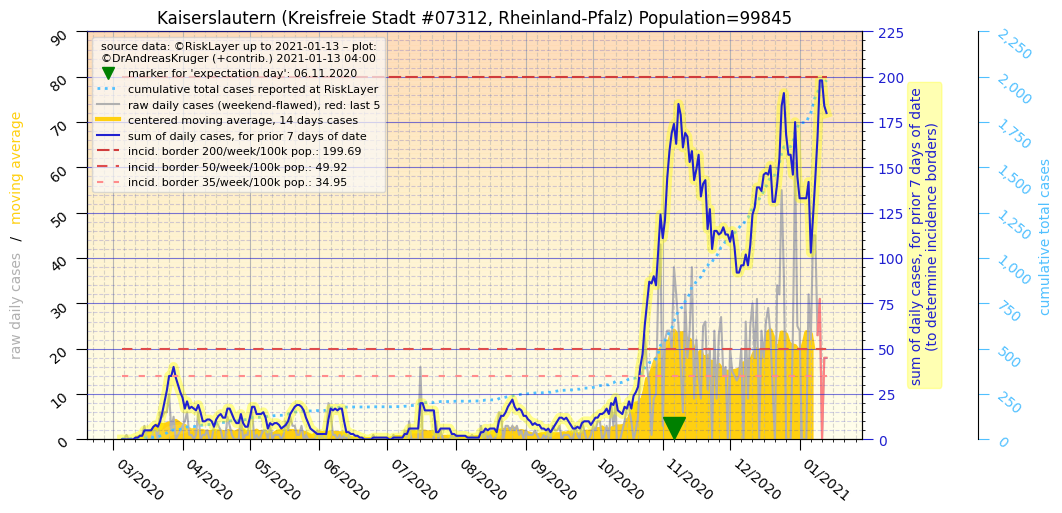 Kaiserslautern (Kreisfreie Stadt #07312, Rheinland-Pfalz) Population=99845
source data: ©RiskLayer up to 2021-01-13 – plot:
©DrAndreasKruger (+contrib.) 2021-01-13 04:00
marker for 'expectation day': 06.11.2020
cumulative total cases reported at RiskLayer
raw daily cases (weekend-flawed), red: last 5
centered moving average, 14 days cases
sum of daily cases, for prior 7 days of date
incid. border 200/week/100k pop.: 199.69
incid. border 50/week/100k pop.: 49.92
incid. border 35/week/100k pop.: 34.95
raw daily cases / moving average
90
80
70
60
50
40
30
20
10
0
03/2020
04/2020
05/2020
06/2020
07/2020
08/2020
09/2020
10/2020
11/2020
12/2020
01/2021
225
200
175
150
125
100
75
50
25
0
sum of daily cases, for prior 7 days of date
(to determine incidence borders)
2,250
2,000
1,750
1,500
1,250
1,000
750
500
250
0
cumulative total cases